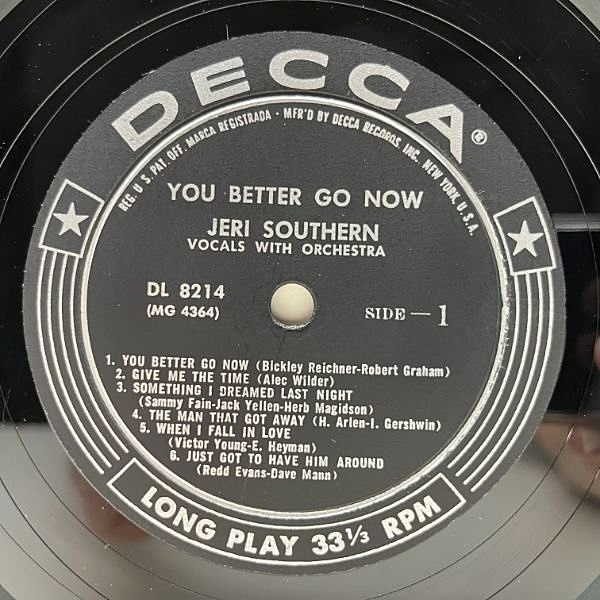 DECCA®
REG. U.S. PAT. OFF. MARCA REGISTRADA • MFR'D BY DECCA RECORDS, INC., NEW YORK, U.S.A.
YOU BETTER GO NOW
JERI SOUTHERN
VOCALS WITH ORCHESTRA
DL 8214
(MG 4364)
SIDE — 1
1. YOU BETTER GO NOW (Bickley Reichner-Robert Graham)
2. GIVE ME THE TIME (Alec Wilder)
3. SOMETHING I DREAMED LAST NIGHT
(Sammy Fain-Jack Yellen-Herb Magidson)
4. THE MAN THAT GOT AWAY (H. Arlen-I. Gershwin)
5. WHEN I FALL IN LOVE
(Victor Young-E. Heyman)
6. JUST GOT TO HAVE HIM AROUND
(Redd Evans-Dave Mann)
LONG PLAY 33⅓ RPM